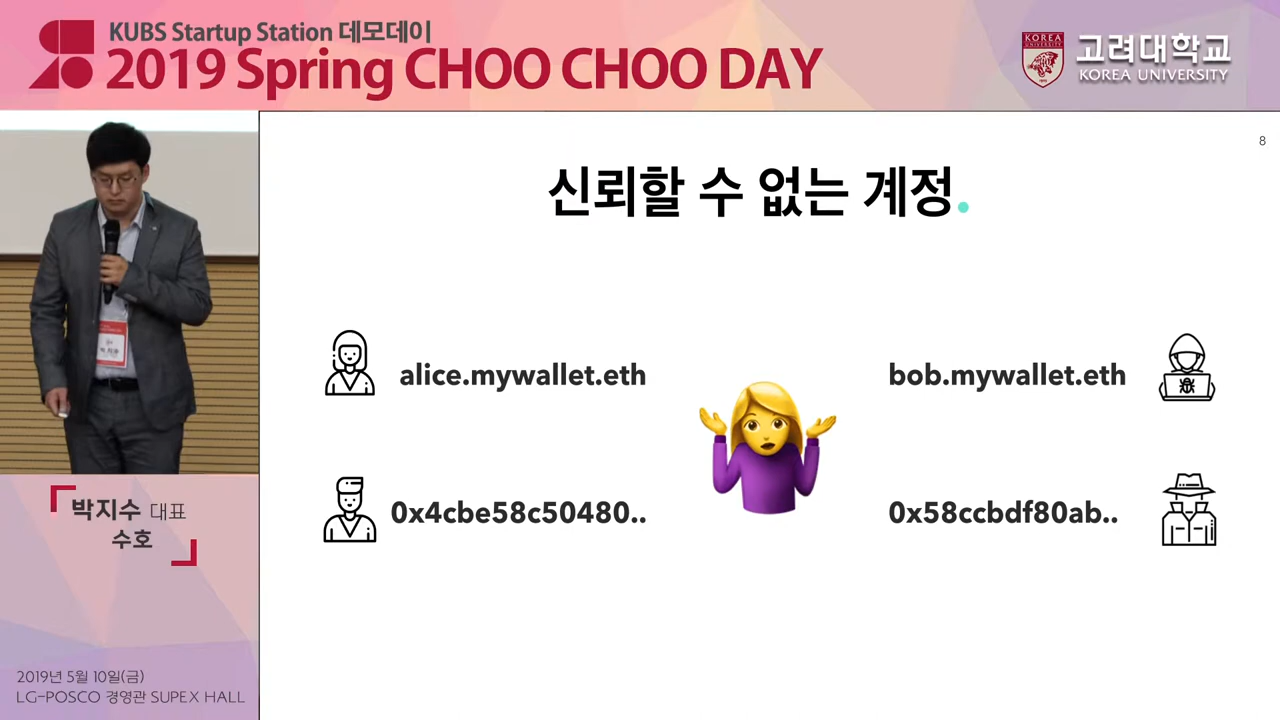 KUBS Startup Station 데모데이
2019 Spring CHOO CHOO DAY
KOREA
UNIVERSITY
고려대학교
KOREA UNIVERSITY
8
신뢰할 수 없는 계정.
alice.mywallet.eth
bob.mywallet.eth
0x4cbe58c50480..
0x58ccbdf80ab..
박지수 대표
수호
2019년 5월 10일(금)
LG-POSCO 경영관 SUPEX HALL